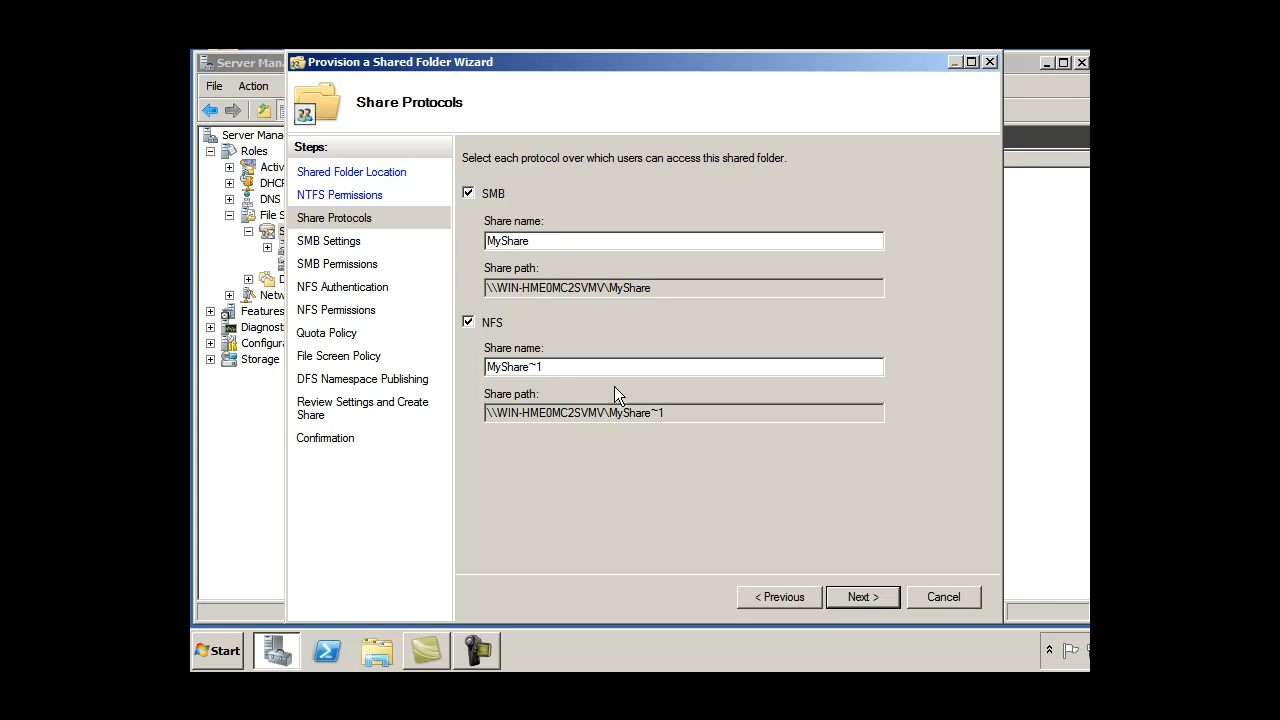 Server Mana
Provision a Shared Folder Wizard
File Action
Share Protocols
Server Mana
Roles
Activ
DHCP
DNS
File S
Netw
Features
Diagnost
Configura
Storage
Steps:
Shared Folder Location
NTFS Permissions
Share Protocols
SMB Settings
SMB Permissions
NFS Authentication
NFS Permissions
Quota Policy
File Screen Policy
DFS Namespace Publishing
Review Settings and Create
Share
Confirmation
Select each protocol over which users can access this shared folder.
SMB
Share name:
MyShare
Share path:
\\WIN-HME0MC2SVMV\MyShare
NFS
Share name:
MyShare~1
Share path:
\\WIN-HME0MC2SVMV\MyShare~1
< Previous Next > Cancel
Start